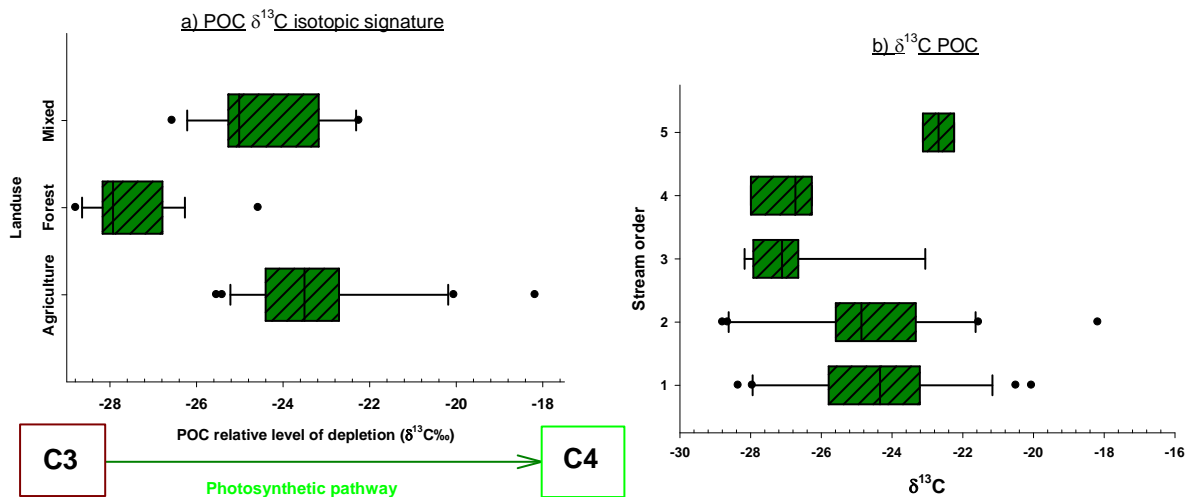 a) POC δ¹³C isotopic signature
Landuse
Mixed
Forest
Agriculture
-28 -26 -24 -22 -20 -18
POC relative level of depletion (δ¹³C‰)
C3
C4
Photosynthetic pathway
b) δ¹³C POC
Stream order
5
4
3
2
1
-30 -28 -26 -24 -22 -20 -18 -16
δ¹³C